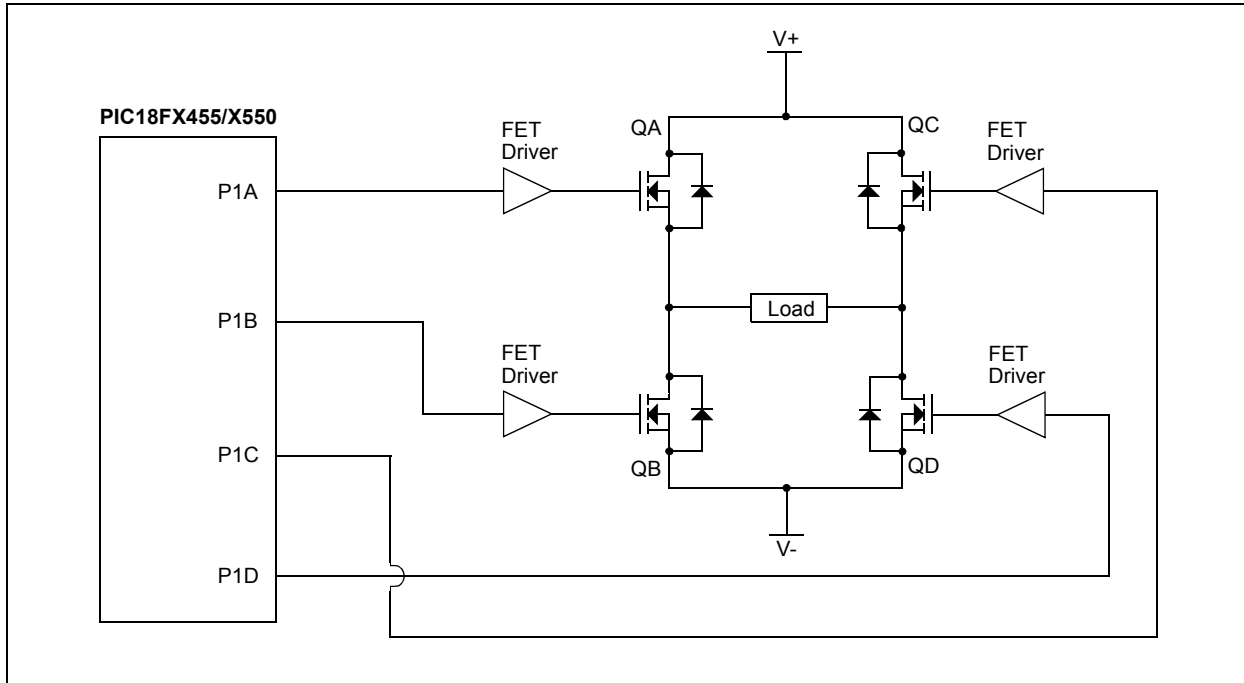 V+
PIC18FX455/X550
FET
Driver
QA
QC
FET
Driver
P1A
Load
P1B
FET
Driver
FET
Driver
P1C
QB
QD
V-
P1D